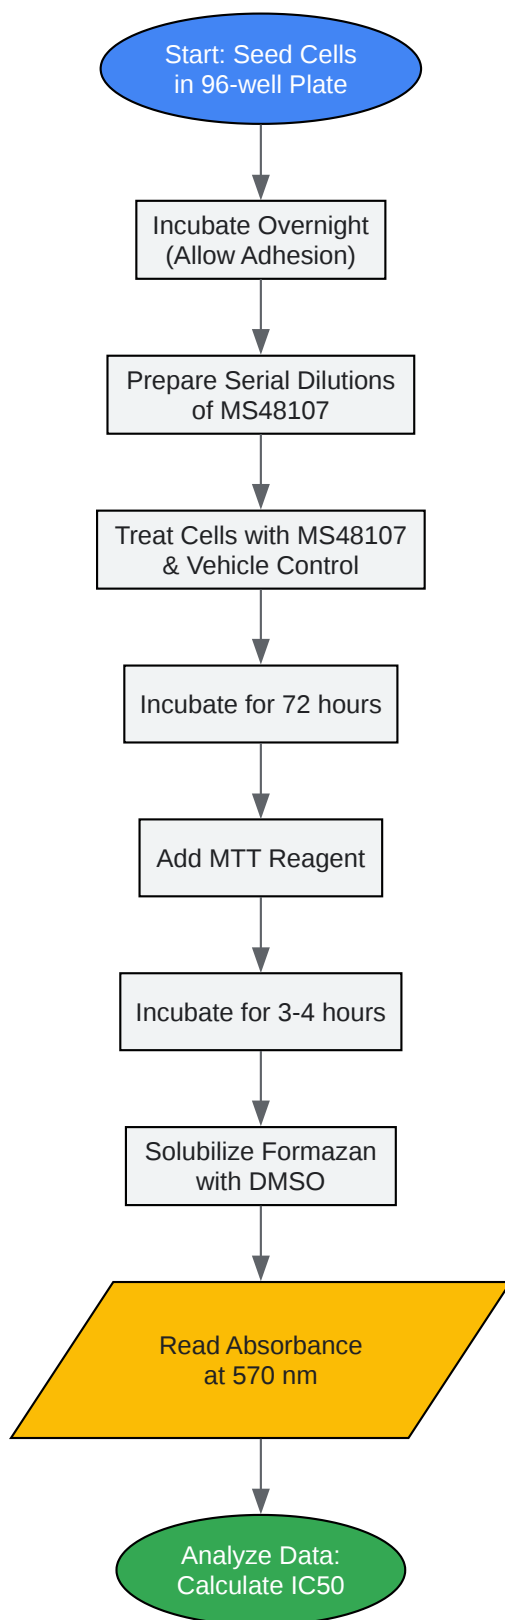 Start: Seed Cells
in 96-well Plate
Incubate Overnight
(Allow Adhesion)
Prepare Serial Dilutions
of MS48107
Treat Cells with MS48107
& Vehicle Control
Incubate for 72 hours
Add MTT Reagent
Incubate for 3-4 hours
Solubilize Formazan
with DMSO
Read Absorbance
at 570 nm
Analyze Data:
Calculate IC50